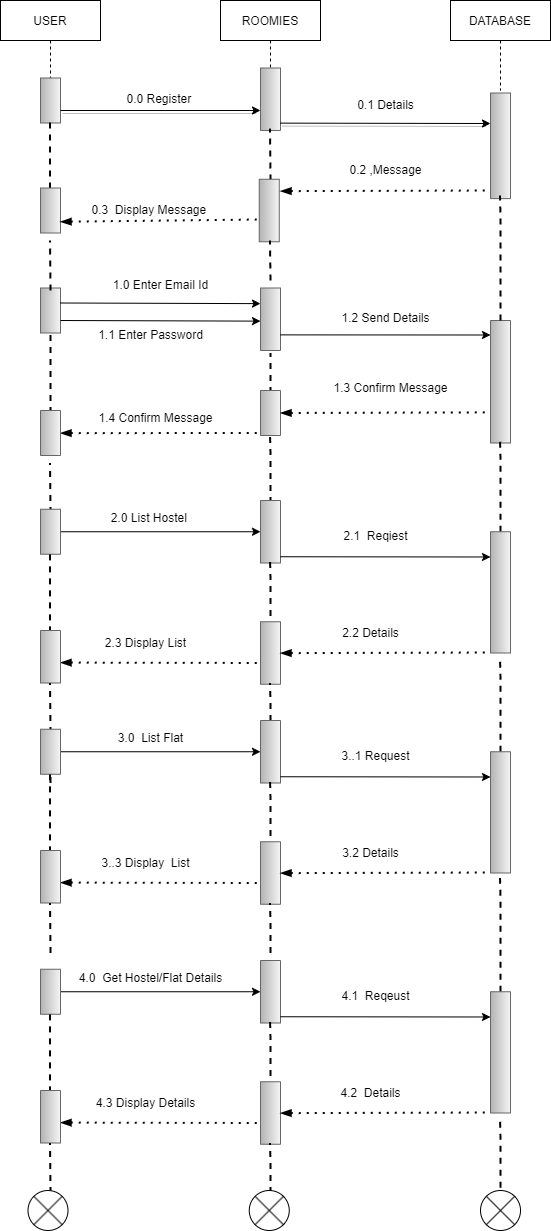 USER
ROOMIES
DATABASE
0.0 Register
0.1 Details
0.2 ,Message
0.3 Display Message
1.0 Enter Email Id
1.1 Enter Password
1.2 Send Details
1.3 Confirm Message
1.4 Confirm Message
2.0 List Hostel
2.1 Reqiest
2.2 Details
2.3 Display List
3.0 List Flat
3..1 Request
3.2 Details
3..3 Display List
4.0 Get Hostel/Flat Details
4.1 Reqeust
4.2 Details
4.3 Display Details